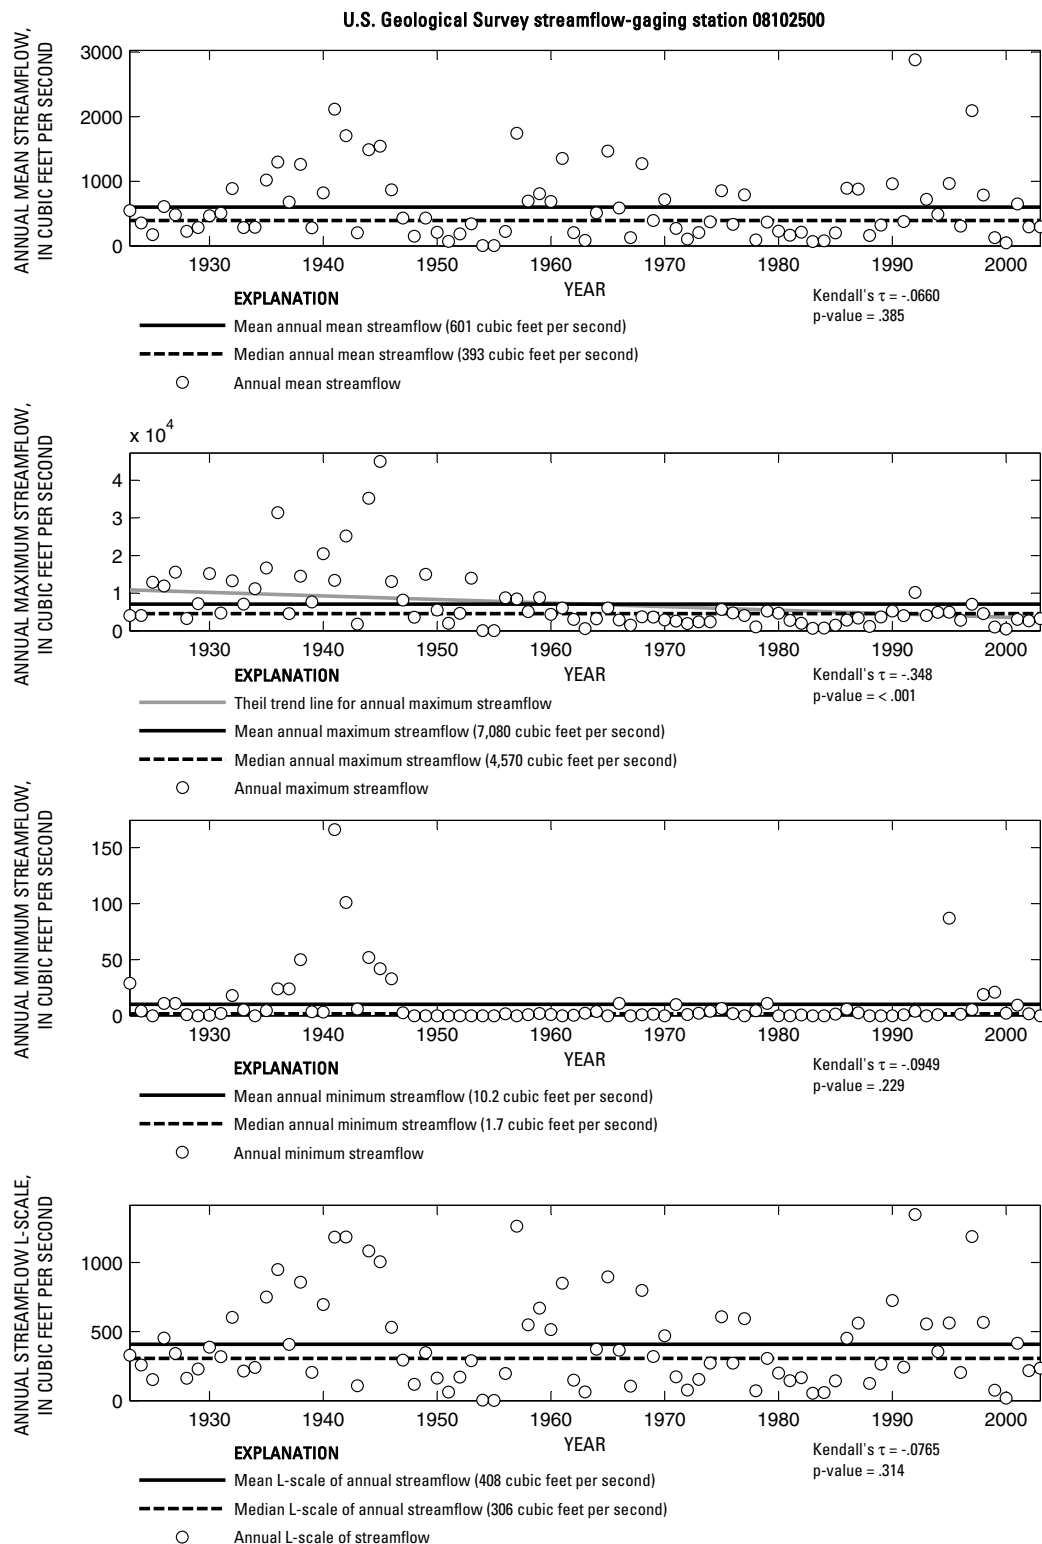 U.S. Geological Survey streamflow-gaging station 08102500
ANNUAL MEAN STREAMFLOW,
IN CUBIC FEET PER SECOND
3000
2000
1000
0
1930 1940 1950 1960 1970 1980 1990 2000
YEAR
EXPLANATION
Mean annual mean streamflow (601 cubic feet per second)
Median annual mean streamflow (393 cubic feet per second)
Annual mean streamflow
Kendall's τ = -.0660
p-value = .385
ANNUAL MAXIMUM STREAMFLOW,
IN CUBIC FEET PER SECOND
x 10^4
4
3
2
1
0
1930 1940 1950 1960 1970 1980 1990 2000
YEAR
EXPLANATION
Theil trend line for annual maximum streamflow
Mean annual maximum streamflow (7,080 cubic feet per second)
Median annual maximum streamflow (4,570 cubic feet per second)
Annual maximum streamflow
Kendall's τ = -.348
p-value = < .001
ANNUAL MINIMUM STREAMFLOW,
IN CUBIC FEET PER SECOND
150
100
50
0
1930 1940 1950 1960 1970 1980 1990 2000
YEAR
EXPLANATION
Mean annual minimum streamflow (10.2 cubic feet per second)
Median annual minimum streamflow (1.7 cubic feet per second)
Annual minimum streamflow
Kendall's τ = -.0949
p-value = .229
ANNUAL STREAMFLOW L-SCALE,
IN CUBIC FEET PER SECOND
1000
500
0
1930 1940 1950 1960 1970 1980 1990 2000
YEAR
EXPLANATION
Mean L-scale of annual streamflow (408 cubic feet per second)
Median L-scale of annual streamflow (306 cubic feet per second)
Annual L-scale of streamflow
Kendall's τ = -.0765
p-value = .314